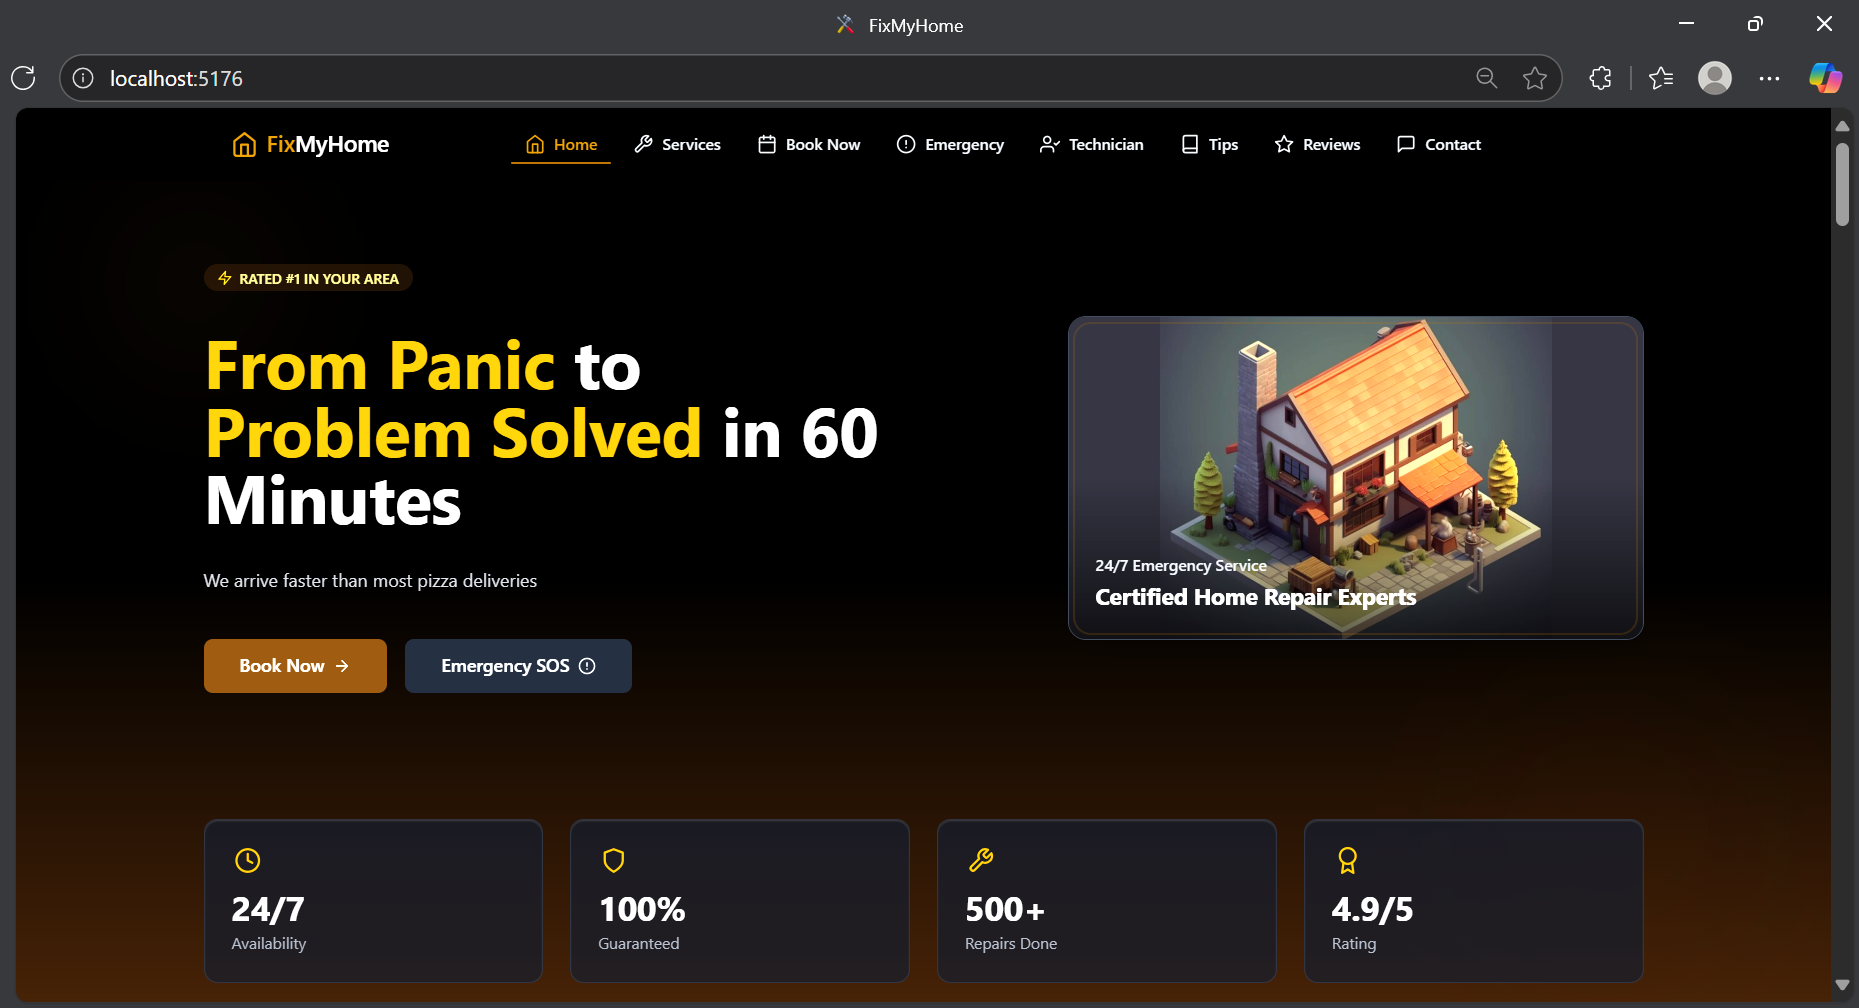 FixMyHome
localhost:5176
FixMyHome
Home
Services
Book Now
Emergency
Technician
Tips
Reviews
Contact
RATED #1 IN YOUR AREA
From Panic to
Problem Solved in 60
Minutes
We arrive faster than most pizza deliveries
Book Now
Emergency SOS
24/7 Emergency Service
Certified Home Repair Experts
24/7
Availability
100%
Guaranteed
500+
Repairs Done
4.9/5
Rating